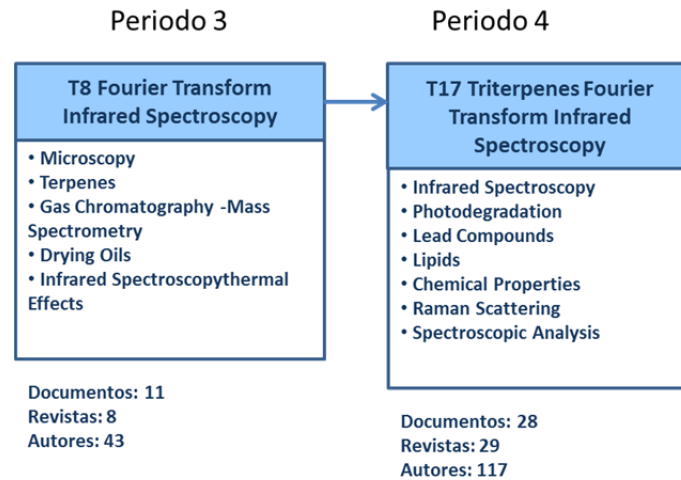 Periodo 3
T8 Fourier Transform
Infrared Spectroscopy
• Microscopy
• Terpenes
• Gas Chromatography -Mass
Spectrometry
• Drying Oils
• Infrared Spectroscopythermal
Effects
Documentos: 11
Revistas: 8
Autores: 43
Periodo 4
T17 Triterpenes Fourier
Transform Infrared
Spectroscopy
• Infrared Spectroscopy
• Photodegradation
• Lead Compounds
• Lipids
• Chemical Properties
• Raman Scattering
• Spectroscopic Analysis
Documentos: 28
Revistas: 29
Autores: 117